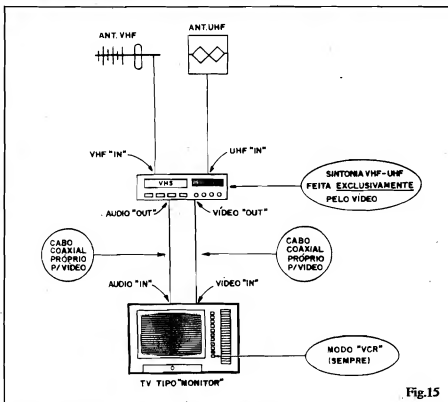 ANT. VHF
ANT. UHF
VHF "IN"
UHF "IN"
VHS
SINTONIA VHF-UHF
FEITA EXCLUSIVAMENTE
PELO VÍDEO
AUDIO "OUT"
VÍDEO "OUT"
CABO
COAXIAL
PRÓPRIO
P/VIDEO
CABO
COAXIAL
PRÓPRIO
P/VIDEO
AUDIO "IN"
VIDEO "IN"
MODO "VCR"
(SEMPRE)
TV TIPO "MONITOR"
Fig.15